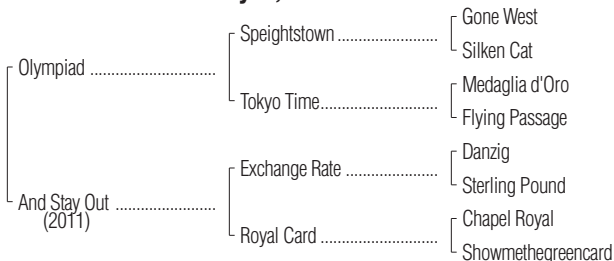 Gone West
Speightstown
Silken Cat
Olympiad
Medaglia d'Oro
Tokyo Time
Flying Passage
Danzig
Exchange Rate
Sterling Pound
And Stay Out
(2011)
Chapel Royal
Royal Card
Showmethegreencard